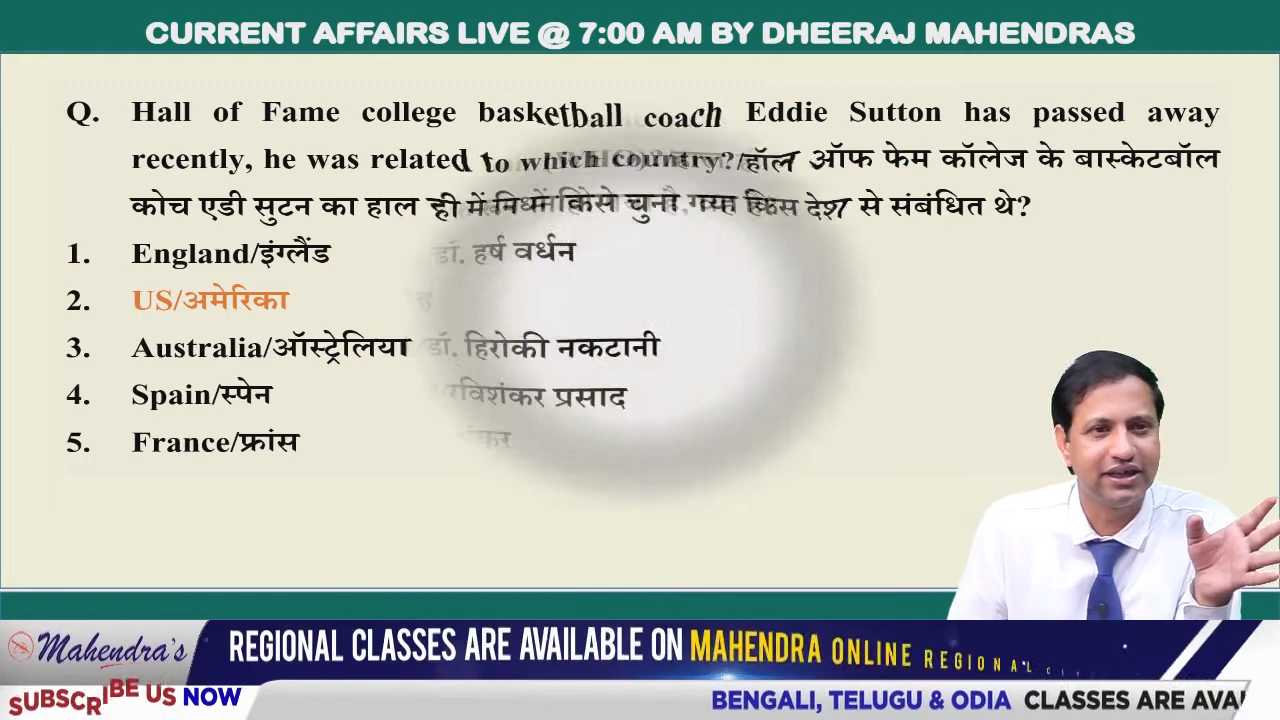 CURRENT AFFAIRS LIVE @ 7:00 AM BY DHEERAJ MAHENDRAS
Q. Hall of Fame college basketball coach Eddie Sutton has passed away
recently, he was related to which country?/हॉल ऑफ फेम कॉलेज के बास्केटबॉल
कोच एडी सुटन का हाल ही में किस देश से संबंधित थे?
1. England/इंग्लैंड डॉ. हर्ष वर्धन
2. US/अमेरिका
3. Australia/ऑस्ट्रेलिया डॉ. हिरोकी नकटानी
4. Spain/स्पेन रविशंकर प्रसाद
5. France/फ्रांस
Mahendra's
REGIONAL CLASSES ARE AVAILABLE ON MAHENDRA ONLINE REGIONAL
SUBSCRIBE US NOW
BENGALI, TELUGU & ODIA CLASSES ARE AVAI